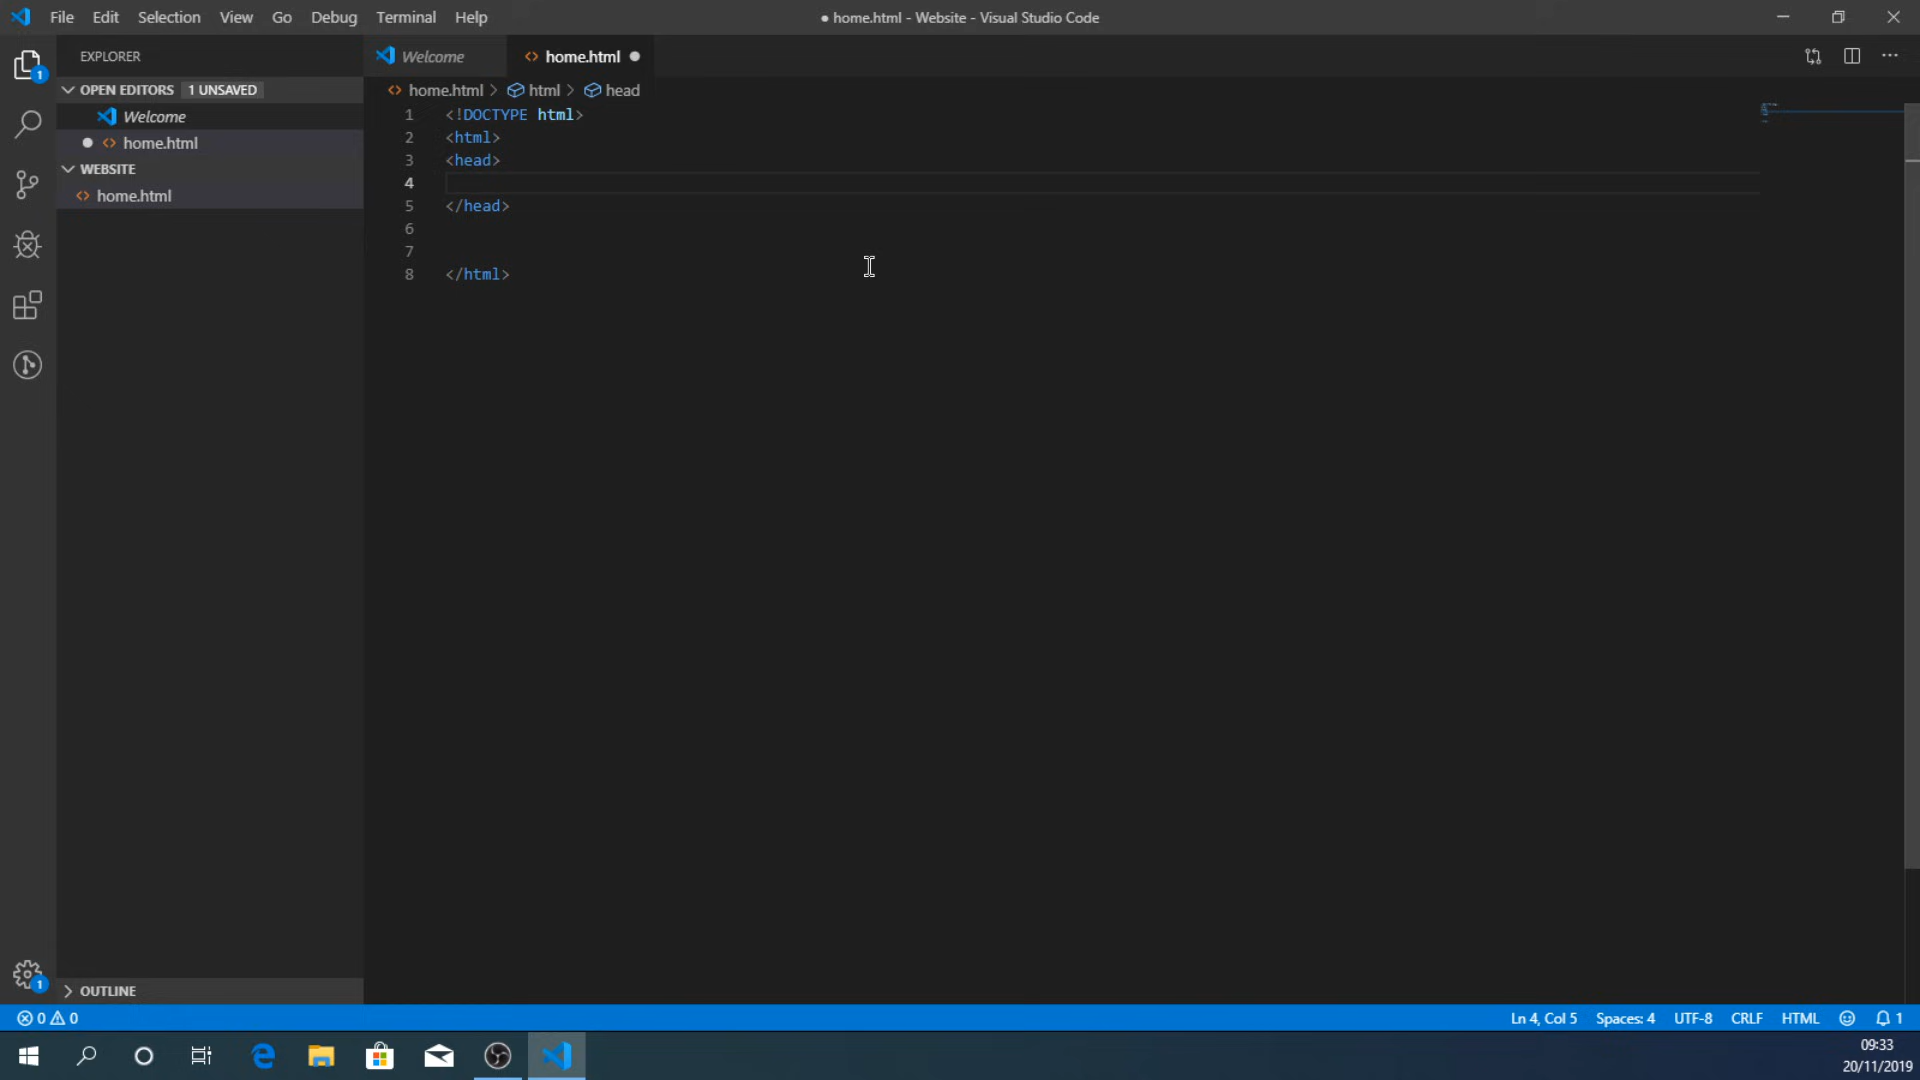 File Edit Selection View Go Debug Terminal Help
● home.html - Website - Visual Studio Code
EXPLORER
OPEN EDITORS 1 UNSAVED
Welcome
● home.html
WEBSITE
home.html
OUTLINE
1
1
Welcome
home.html ●
home.html > html > head
1 <!DOCTYPE html>
2 <html>
3 <head>
4
5 </head>
6
7
8 </html>
0 0
Ln 4, Col 5 Spaces: 4 UTF-8 CRLF HTML 1
09:33
20/11/2019